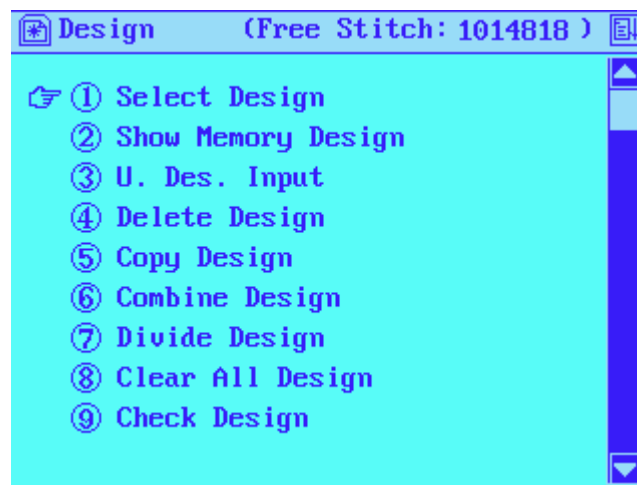 Design (Free Stitch: 1014818 )
① Select Design
② Show Memory Design
③ U. Des. Input
④ Delete Design
⑤ Copy Design
⑥ Combine Design
⑦ Divide Design
⑧ Clear All Design
⑨ Check Design